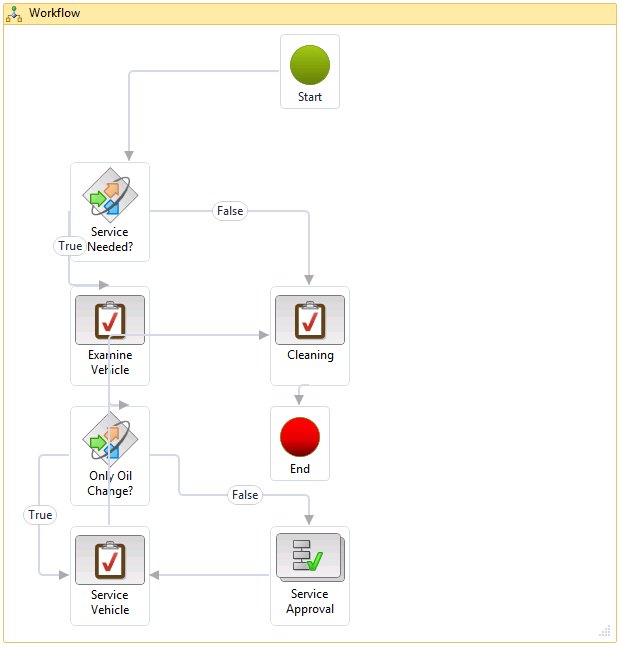 Workflow
Start
Service
Needed?
False
True
Examine
Vehicle
Cleaning
Only Oil
Change?
End
False
True
Service
Vehicle
Service
Approval